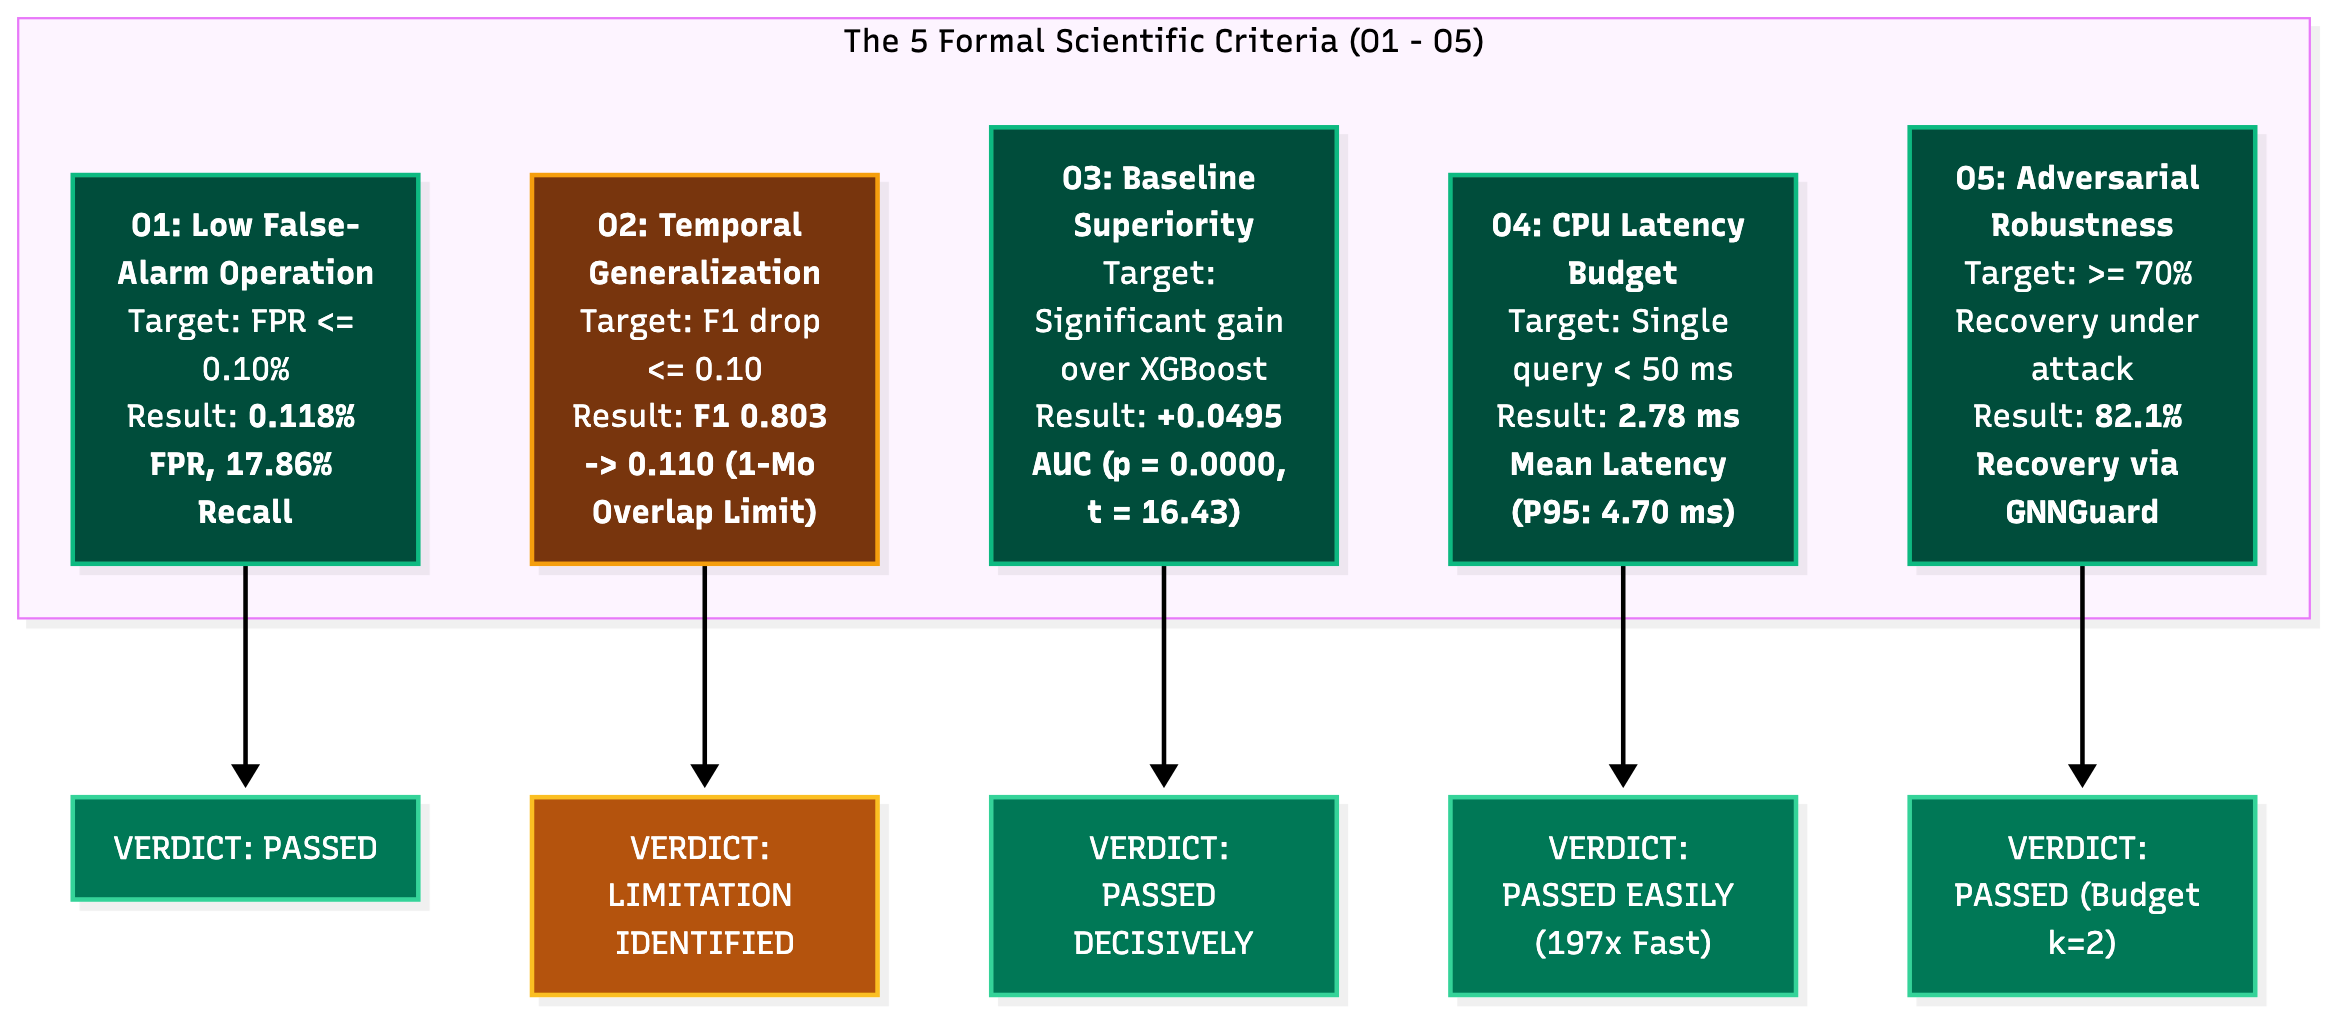 The 5 Formal Scientific Criteria (O1 - O5)
O1: Low False-
Alarm Operation
Target: FPR <=
0.10%
Result: 0.118%
FPR, 17.86%
Recall
O2: Temporal
Generalization
Target: F1 drop
<= 0.10
Result: F1 0.803
-> 0.110 (1-Mo
Overlap Limit)
O3: Baseline
Superiority
Target:
Significant gain
over XGBoost
Result: +0.0495
AUC (p = 0.0000,
t = 16.43)
O4: CPU Latency
Budget
Target: Single
query < 50 ms
Result: 2.78 ms
Mean Latency
(P95: 4.70 ms)
O5: Adversarial
Robustness
Target: >= 70%
Recovery under
attack
Result: 82.1%
Recovery via
GNNGuard
VERDICT: PASSED
VERDICT:
LIMITATION
IDENTIFIED
VERDICT:
PASSED
DECISIVELY
VERDICT:
PASSED EASILY
(197x Fast)
VERDICT:
PASSED (Budget
k=2)